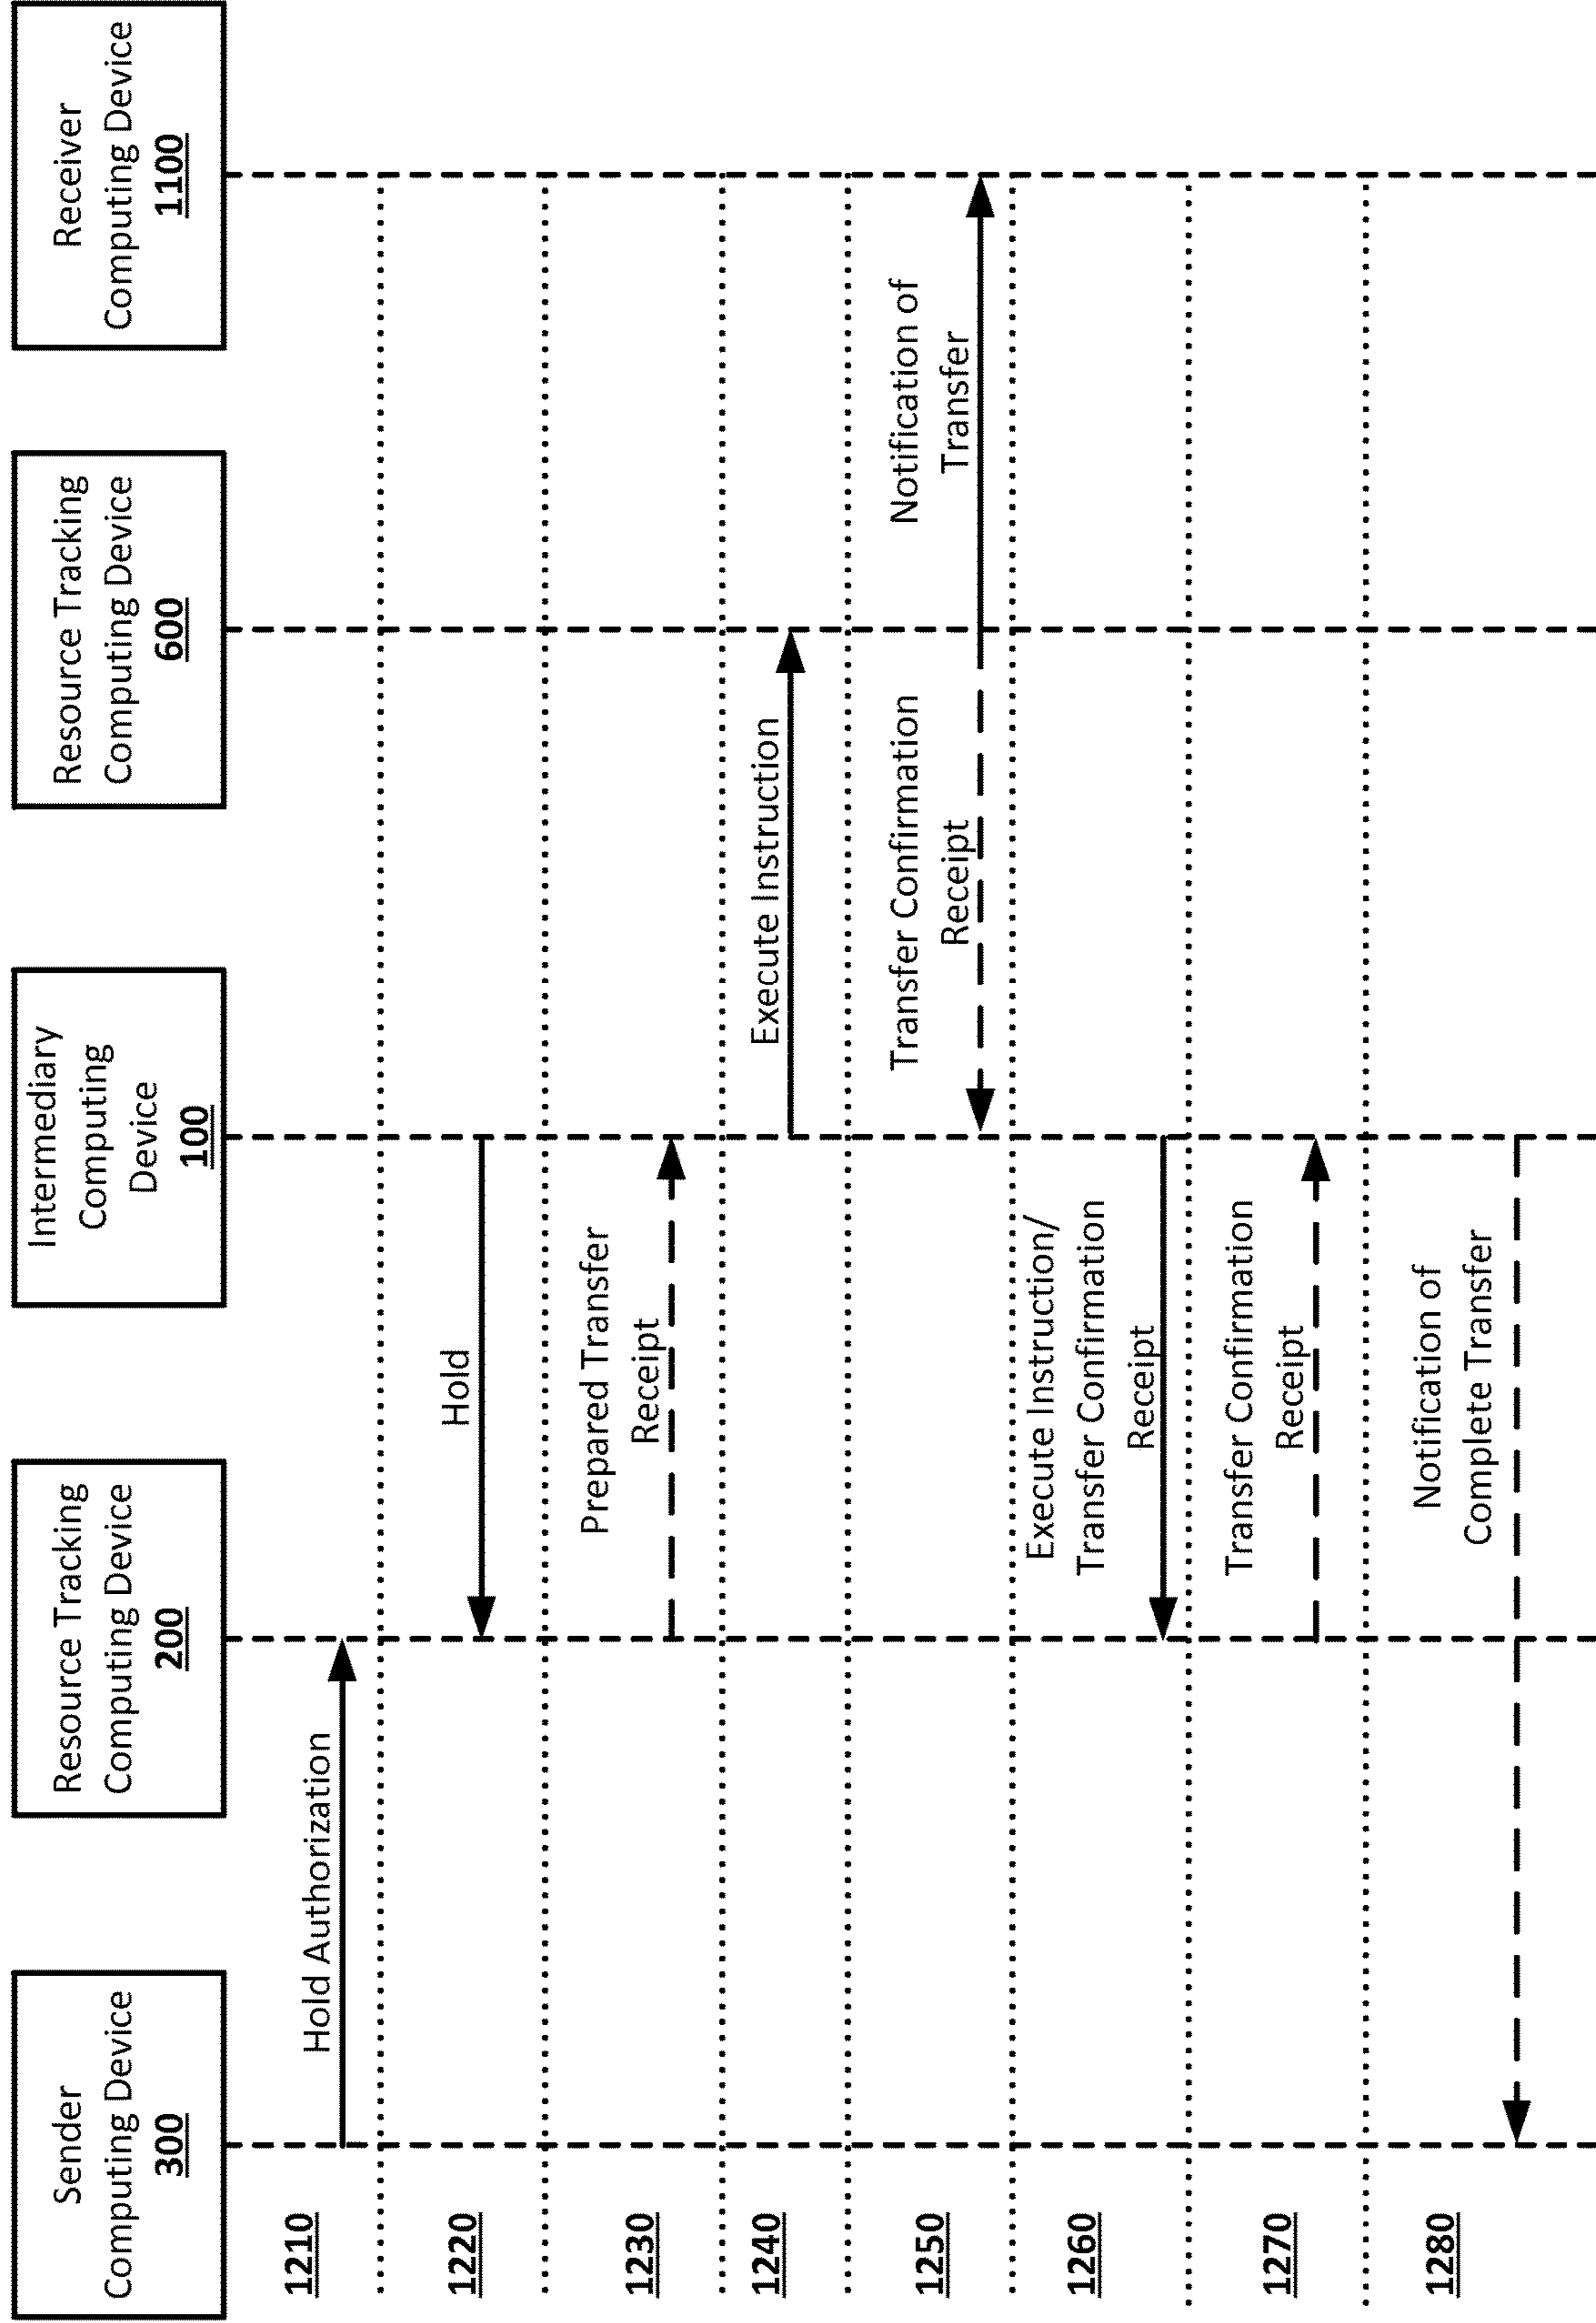 Sender
Computing Device
300
Resource Tracking
Computing Device
200
Intermediary
Computing
Device
100
Resource Tracking
Computing Device
600
Receiver
Computing Device
1100
1210
Hold Authorization
1220
Hold
1230
Prepared Transfer
Receipt
1240
Execute Instruction
1250
Transfer Confirmation
Receipt
Notification of
Transfer
1260
Execute Instruction/
Transfer Confirmation
Receipt
1270
Transfer Confirmation
Receipt
1280
Notification of
Complete Transfer